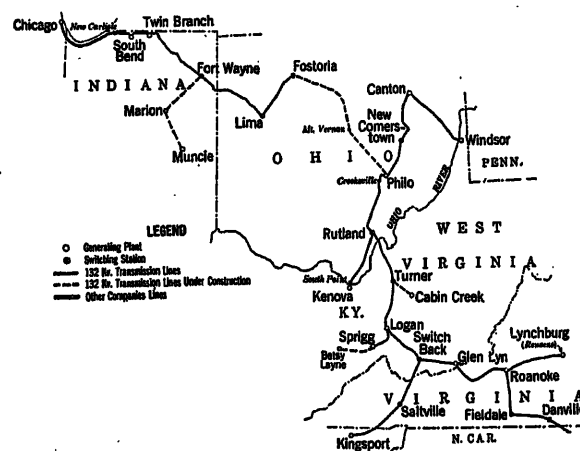 Chicago
New Carlisle
Twin Branch
South
Bend
INDIANA
Fort Wayne
Fostoria
Marion
Muncie
Lima
Mt. Vernon
Canton
New
Comers-
town
Windsor
PENN.
OHIO
Crooksville
Philo
OHIO RIVER
WEST
VIRGINIA
Rutland
South Point
Kenova
KY.
Turner
Cabin Creek
LEGEND
Generating Plant
Switching Station
132 Kv. Transmission Lines
132 Kv. Transmission Lines Under Construction
Other Companies Lines
Logan
Sprigg
Betsy
Layne
Switch
Back
Glen Lyn
Lynchburg
(Reusens)
Roanoke
VIRGINIA
Saltville
Fieldale
Danville
Kingsport
N. CAR.